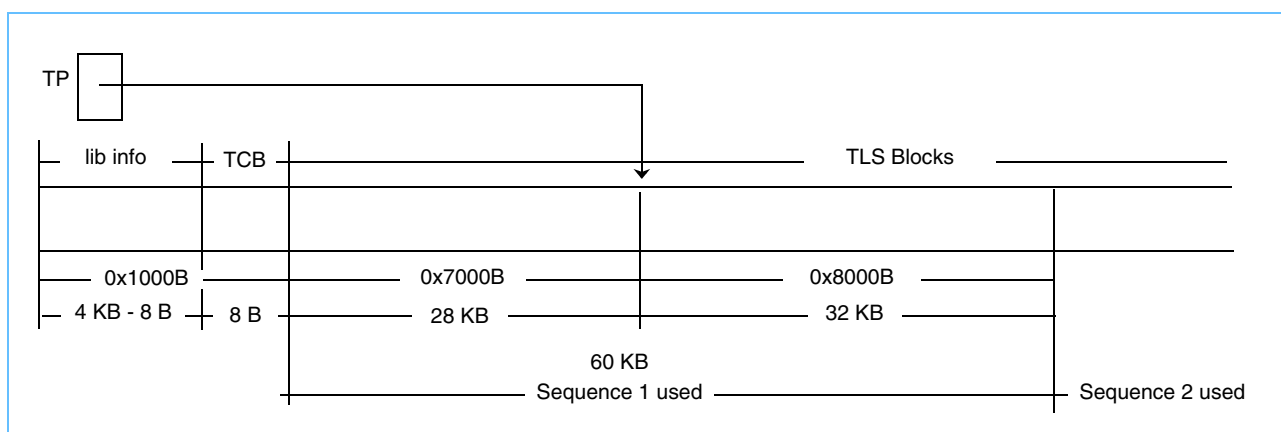 TP
lib info TCB TLS Blocks
0x1000B 0x7000B 0x8000B
4 KB - 8 B 8 B 28 KB 32 KB
60 KB
Sequence 1 used Sequence 2 used